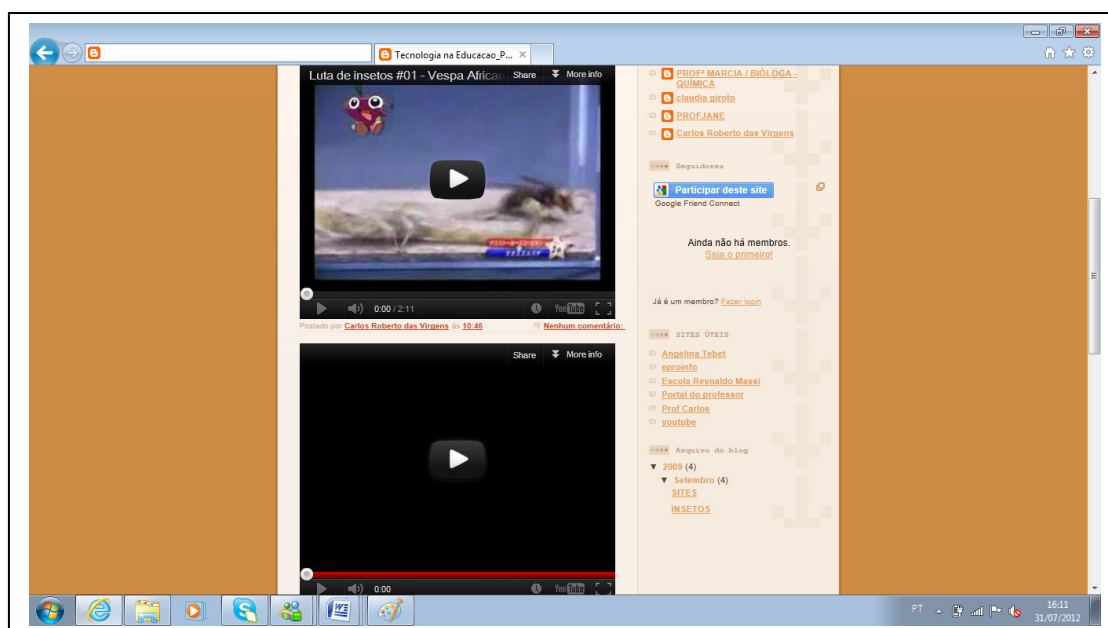 Tecnologia na Educacao_P...
Luta de insetos #01 - Vespa African
Share
More info
0:00 / 2:11
YouTube
Postado por Carlos Roberto das Virgens às 10:46
Nenhum comentário:
Share
More info
0:00
YouTube
PROFª MARCIA / BIÓLOGA -
QUÍMICA
claudia giroto
PROFJANE
Carlos Roberto das Virgens
Seguidores
Participar deste site
Google Friend Connect
Ainda não há membros.
Seja o primeiro!
Já é um membro? Fazer login
SITES ÚTEIS
Angelina Tebet
eproinfo
Escola Reynaldo Massi
Portal do professor
Prof Carlos
youtube
Arquivo do blog
▼ 2009 (4)
▼ Setembro (4)
SITES
INSETOS
PT
16:11
31/07/2012